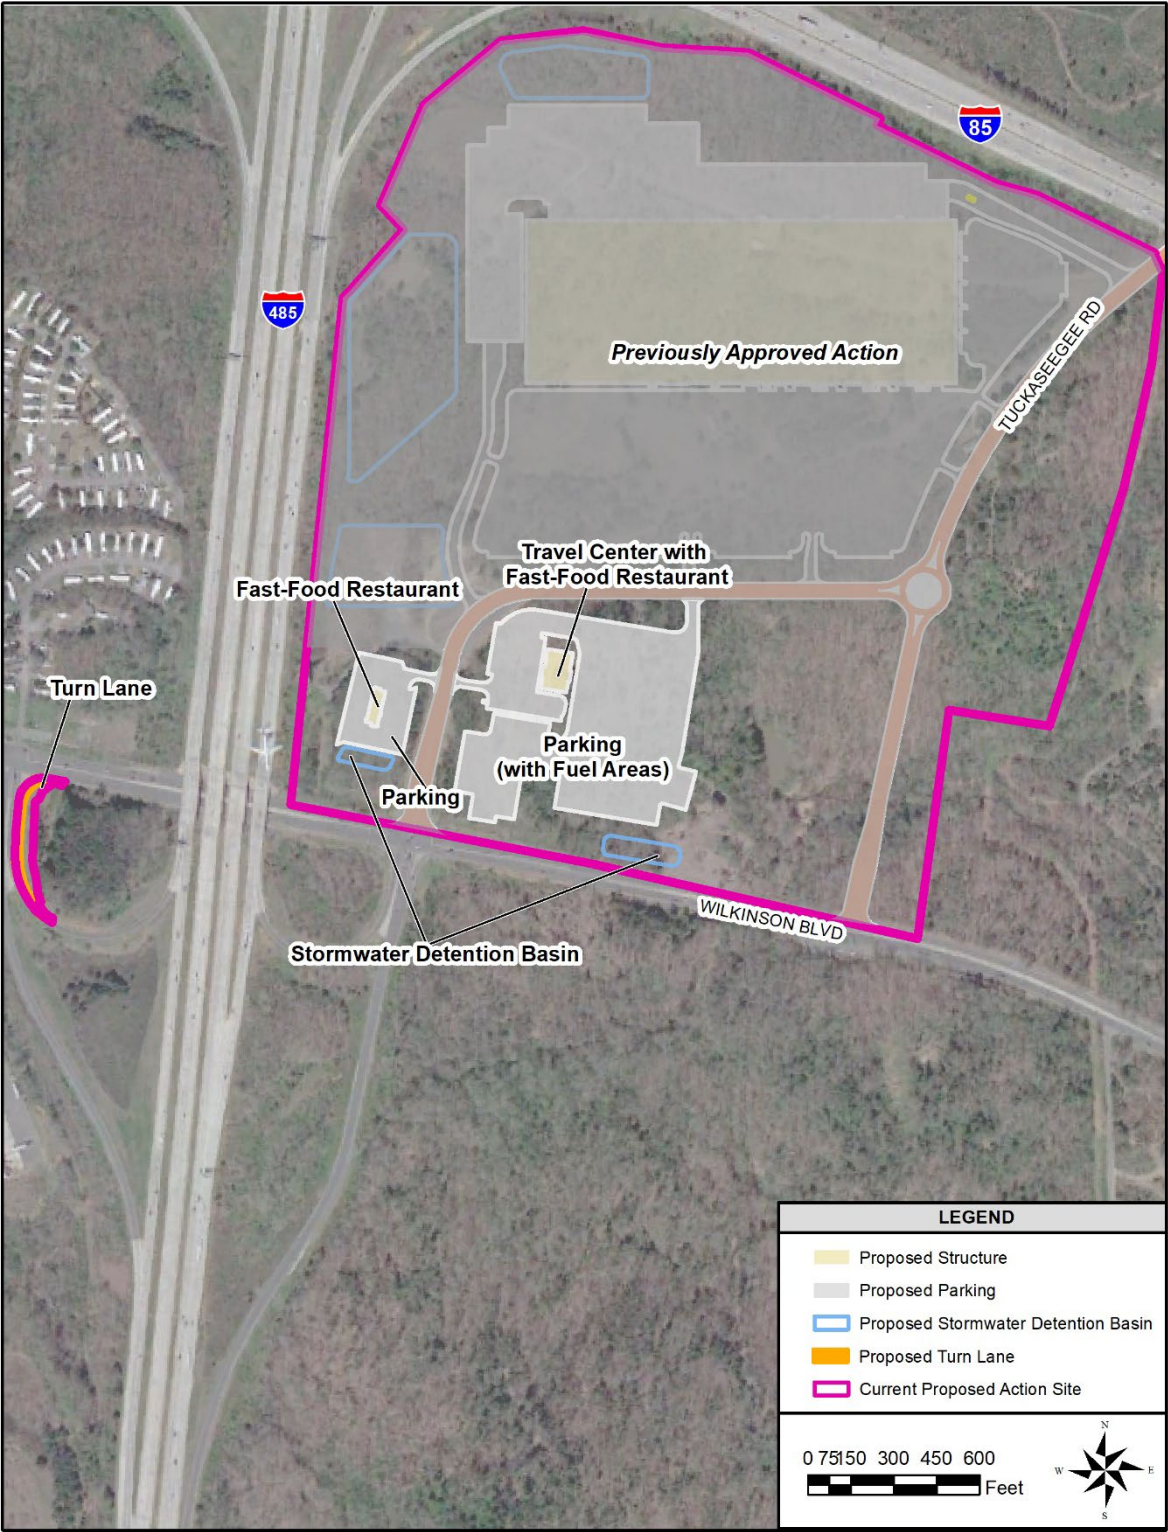 85
485
Previously Approved Action
TUCKASEEGEE RD
Travel Center with
Fast-Food Restaurant
Fast-Food Restaurant
Turn Lane
Parking
(with Fuel Areas)
Parking
WILKINSON BLVD
Stormwater Detention Basin
LEGEND
Proposed Structure
Proposed Parking
Proposed Stormwater Detention Basin
Proposed Turn Lane
Current Proposed Action Site
0 75 150 300 450 600
Feet
N
W E
S